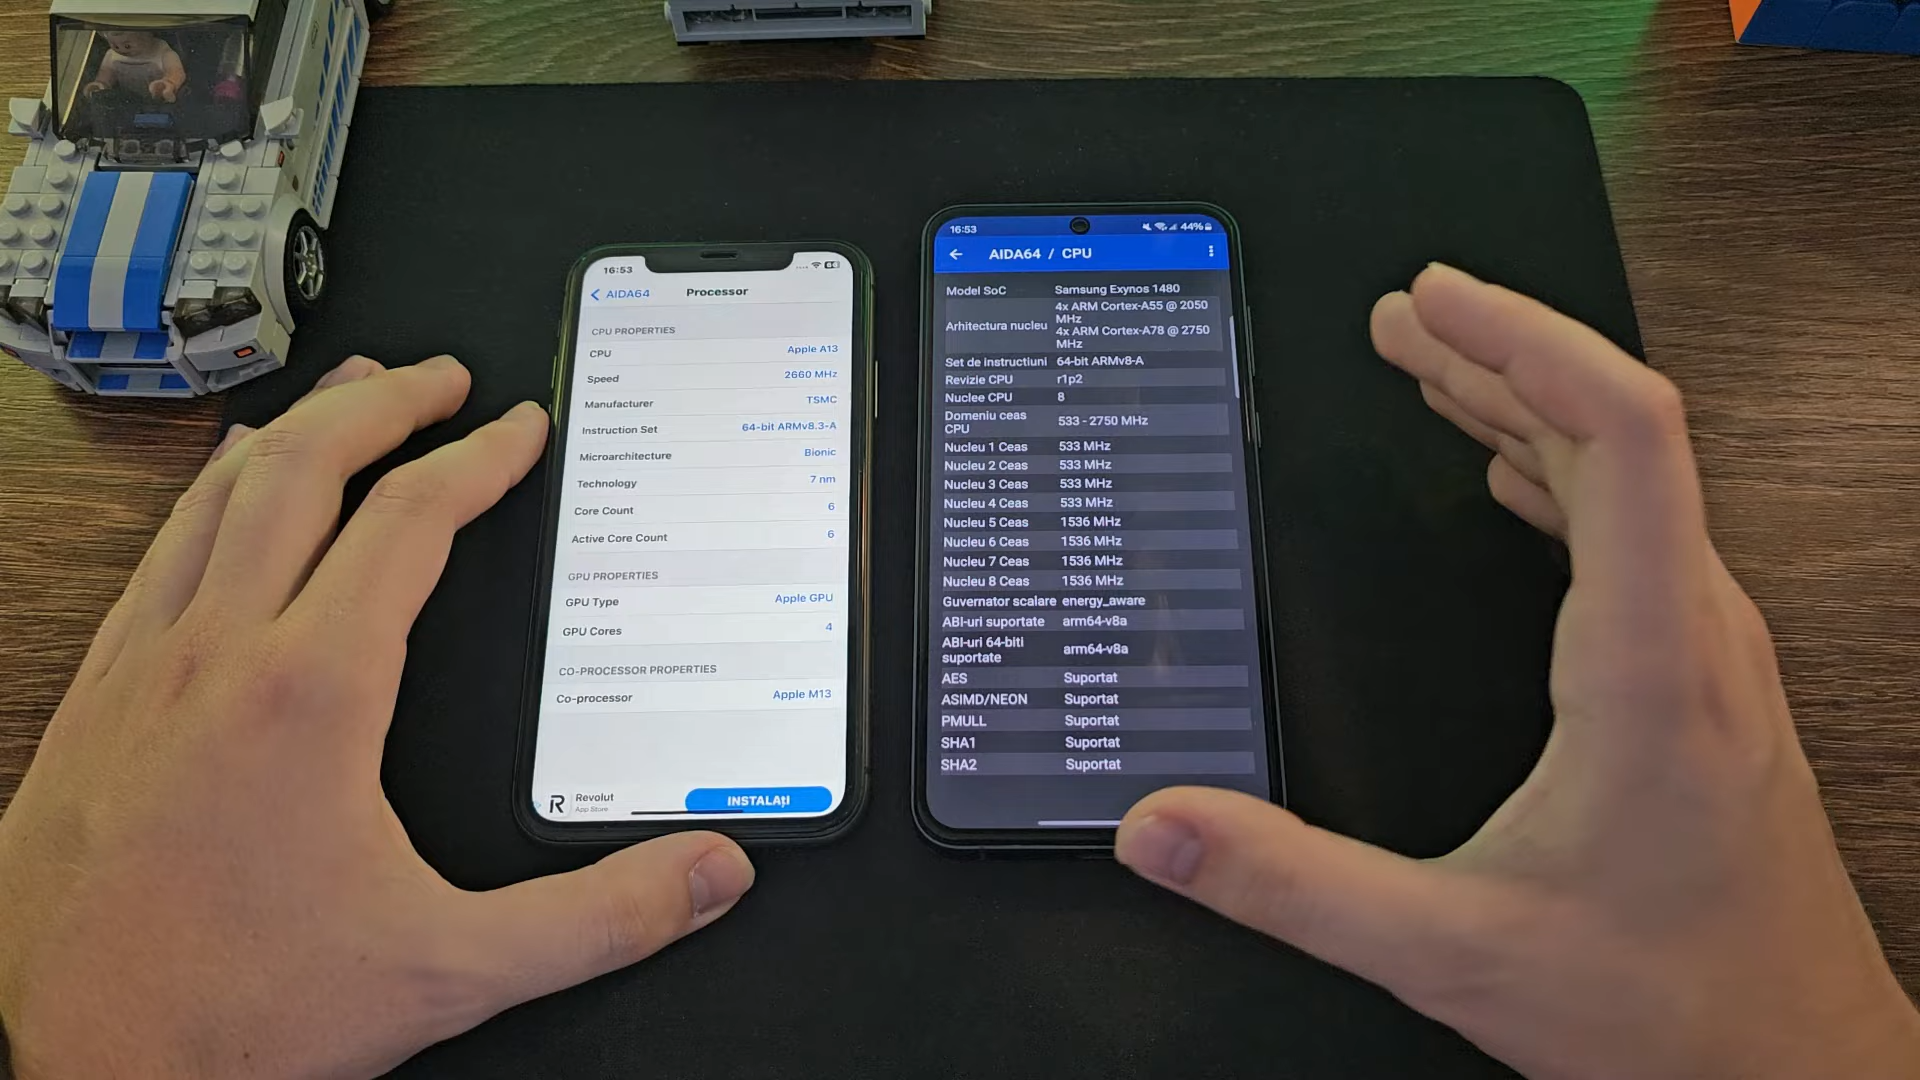 16:53
AIDA64
Processor
CPU PROPERTIES
CPU Apple A13
Speed 2660 MHz
Manufacturer TSMC
Instruction Set 64-bit ARMv8.3-A
Microarchitecture Bionic
Technology 7 nm
Core Count 6
Active Core Count 6
GPU PROPERTIES
GPU Type Apple GPU
GPU Cores 4
CO-PROCESSOR PROPERTIES
Co-processor Apple M13
Revolut
App Store
INSTALAȚI
16:53 44%
AIDA64 / CPU
Model SoC Samsung Exynos 1480
Arhitectura nucleu 4x ARM Cortex-A55 @ 2050
MHz
4x ARM Cortex-A78 @ 2750
MHz
Set de instructiuni 64-bit ARMv8-A
Revizie CPU r1p2
Nuclee CPU 8
Domeniu ceas
CPU 533 - 2750 MHz
Nucleu 1 Ceas 533 MHz
Nucleu 2 Ceas 533 MHz
Nucleu 3 Ceas 533 MHz
Nucleu 4 Ceas 533 MHz
Nucleu 5 Ceas 1536 MHz
Nucleu 6 Ceas 1536 MHz
Nucleu 7 Ceas 1536 MHz
Nucleu 8 Ceas 1536 MHz
Guvernator scalare energy_aware
ABI-uri suportate arm64-v8a
ABI-uri 64-biti
suportate arm64-v8a
AES Suportat
ASIMD/NEON Suportat
PMULL Suportat
SHA1 Suportat
SHA2 Suportat